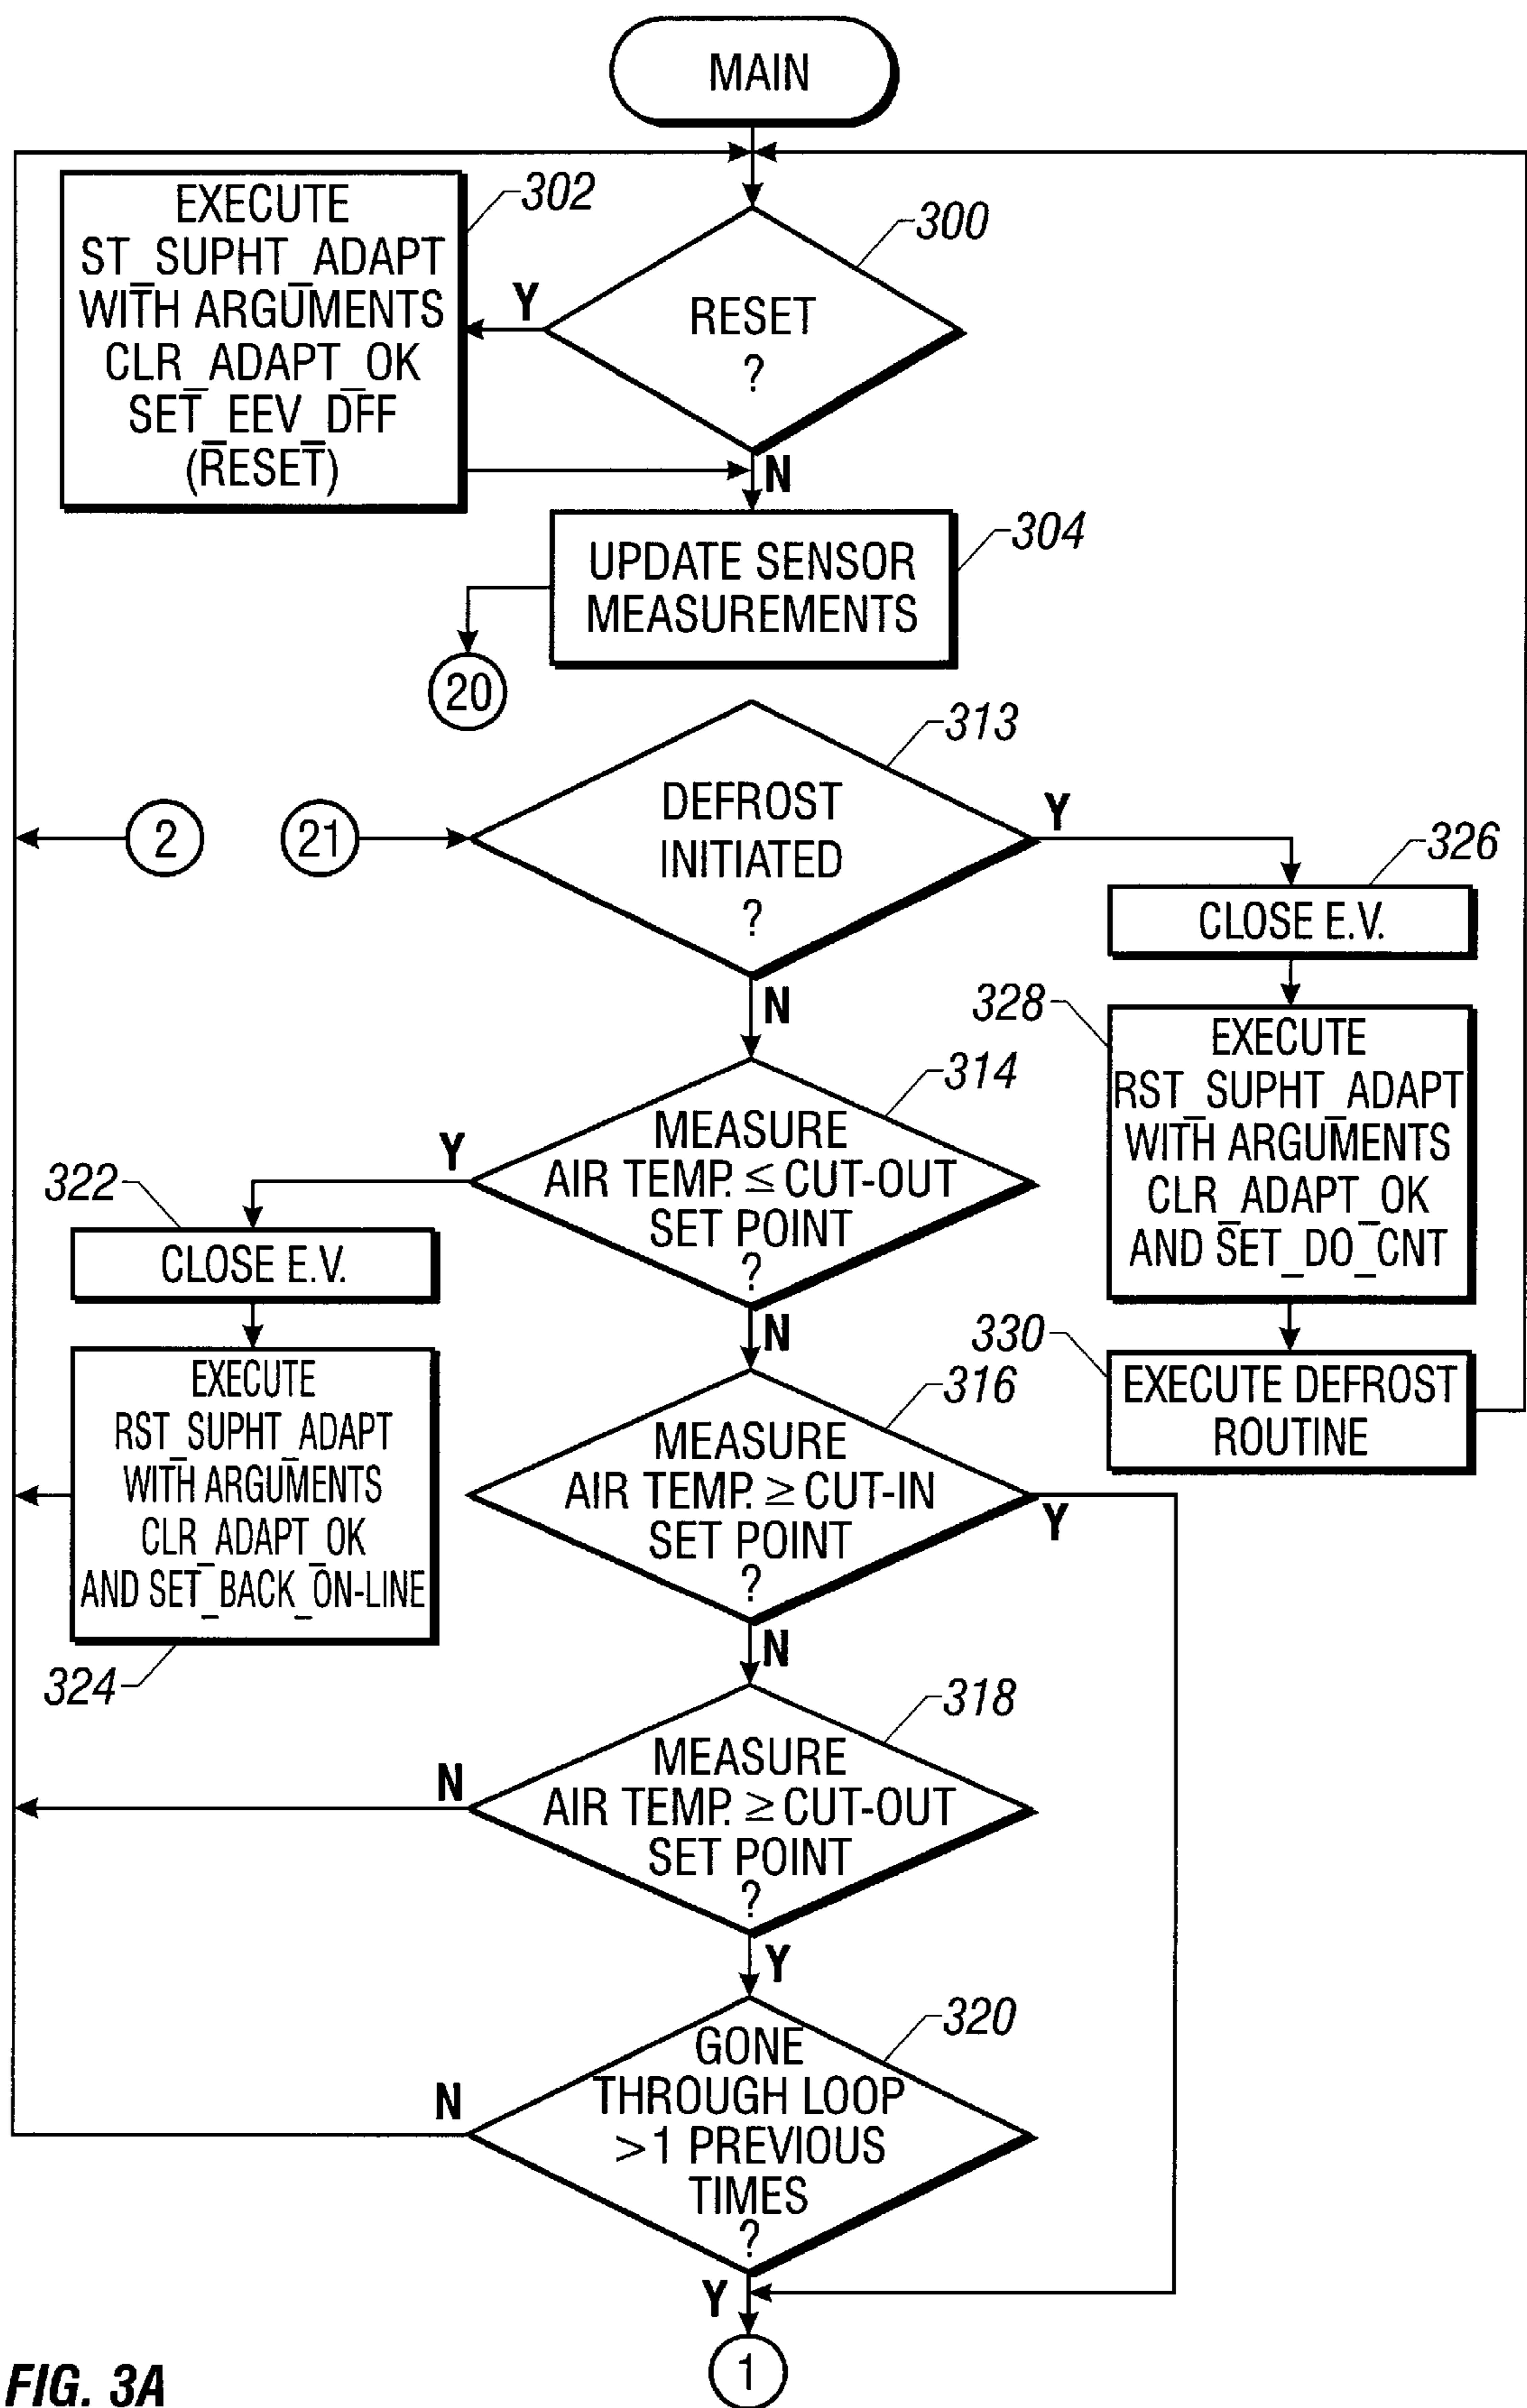 MAIN
302
EXECUTE
ST_SUPHT_ADAPT
WITH ARGUMENTS
CLR_ADAPT_OK
SET_EEV_DFF
(RESET)
300
RESET
?
Y
N
304
UPDATE SENSOR
MEASUREMENTS
20
313
DEFROST
INITIATED
?
Y
N
2
21
326
CLOSE E.V.
328
EXECUTE
RST_SUPHT_ADAPT
WITH ARGUMENTS
CLR_ADAPT_OK
AND SET_DO_CNT
330
EXECUTE DEFROST
ROUTINE
314
MEASURE
AIR TEMP. ≤ CUT-OUT
SET POINT
?
Y
N
322
CLOSE E.V.
EXECUTE
RST_SUPHT_ADAPT
WITH ARGUMENTS
CLR_ADAPT_OK
AND SET_BACK_ON-LINE
324
316
MEASURE
AIR TEMP. ≥ CUT-IN
SET POINT
?
Y
N
318
MEASURE
AIR TEMP. ≥ CUT-OUT
SET POINT
?
N
Y
320
GONE
THROUGH LOOP
>1 PREVIOUS
TIMES
?
N
Y
1
FIG. 3A